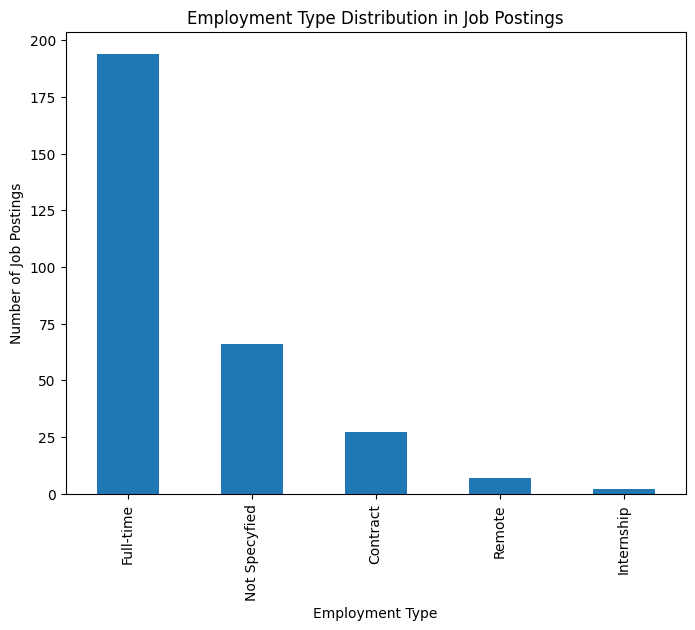 Employment Type Distribution in Job Postings
Number of Job Postings
200
175
150
125
100
75
50
25
0
Full-time
Not Specyfied
Contract
Remote
Internship
Employment Type